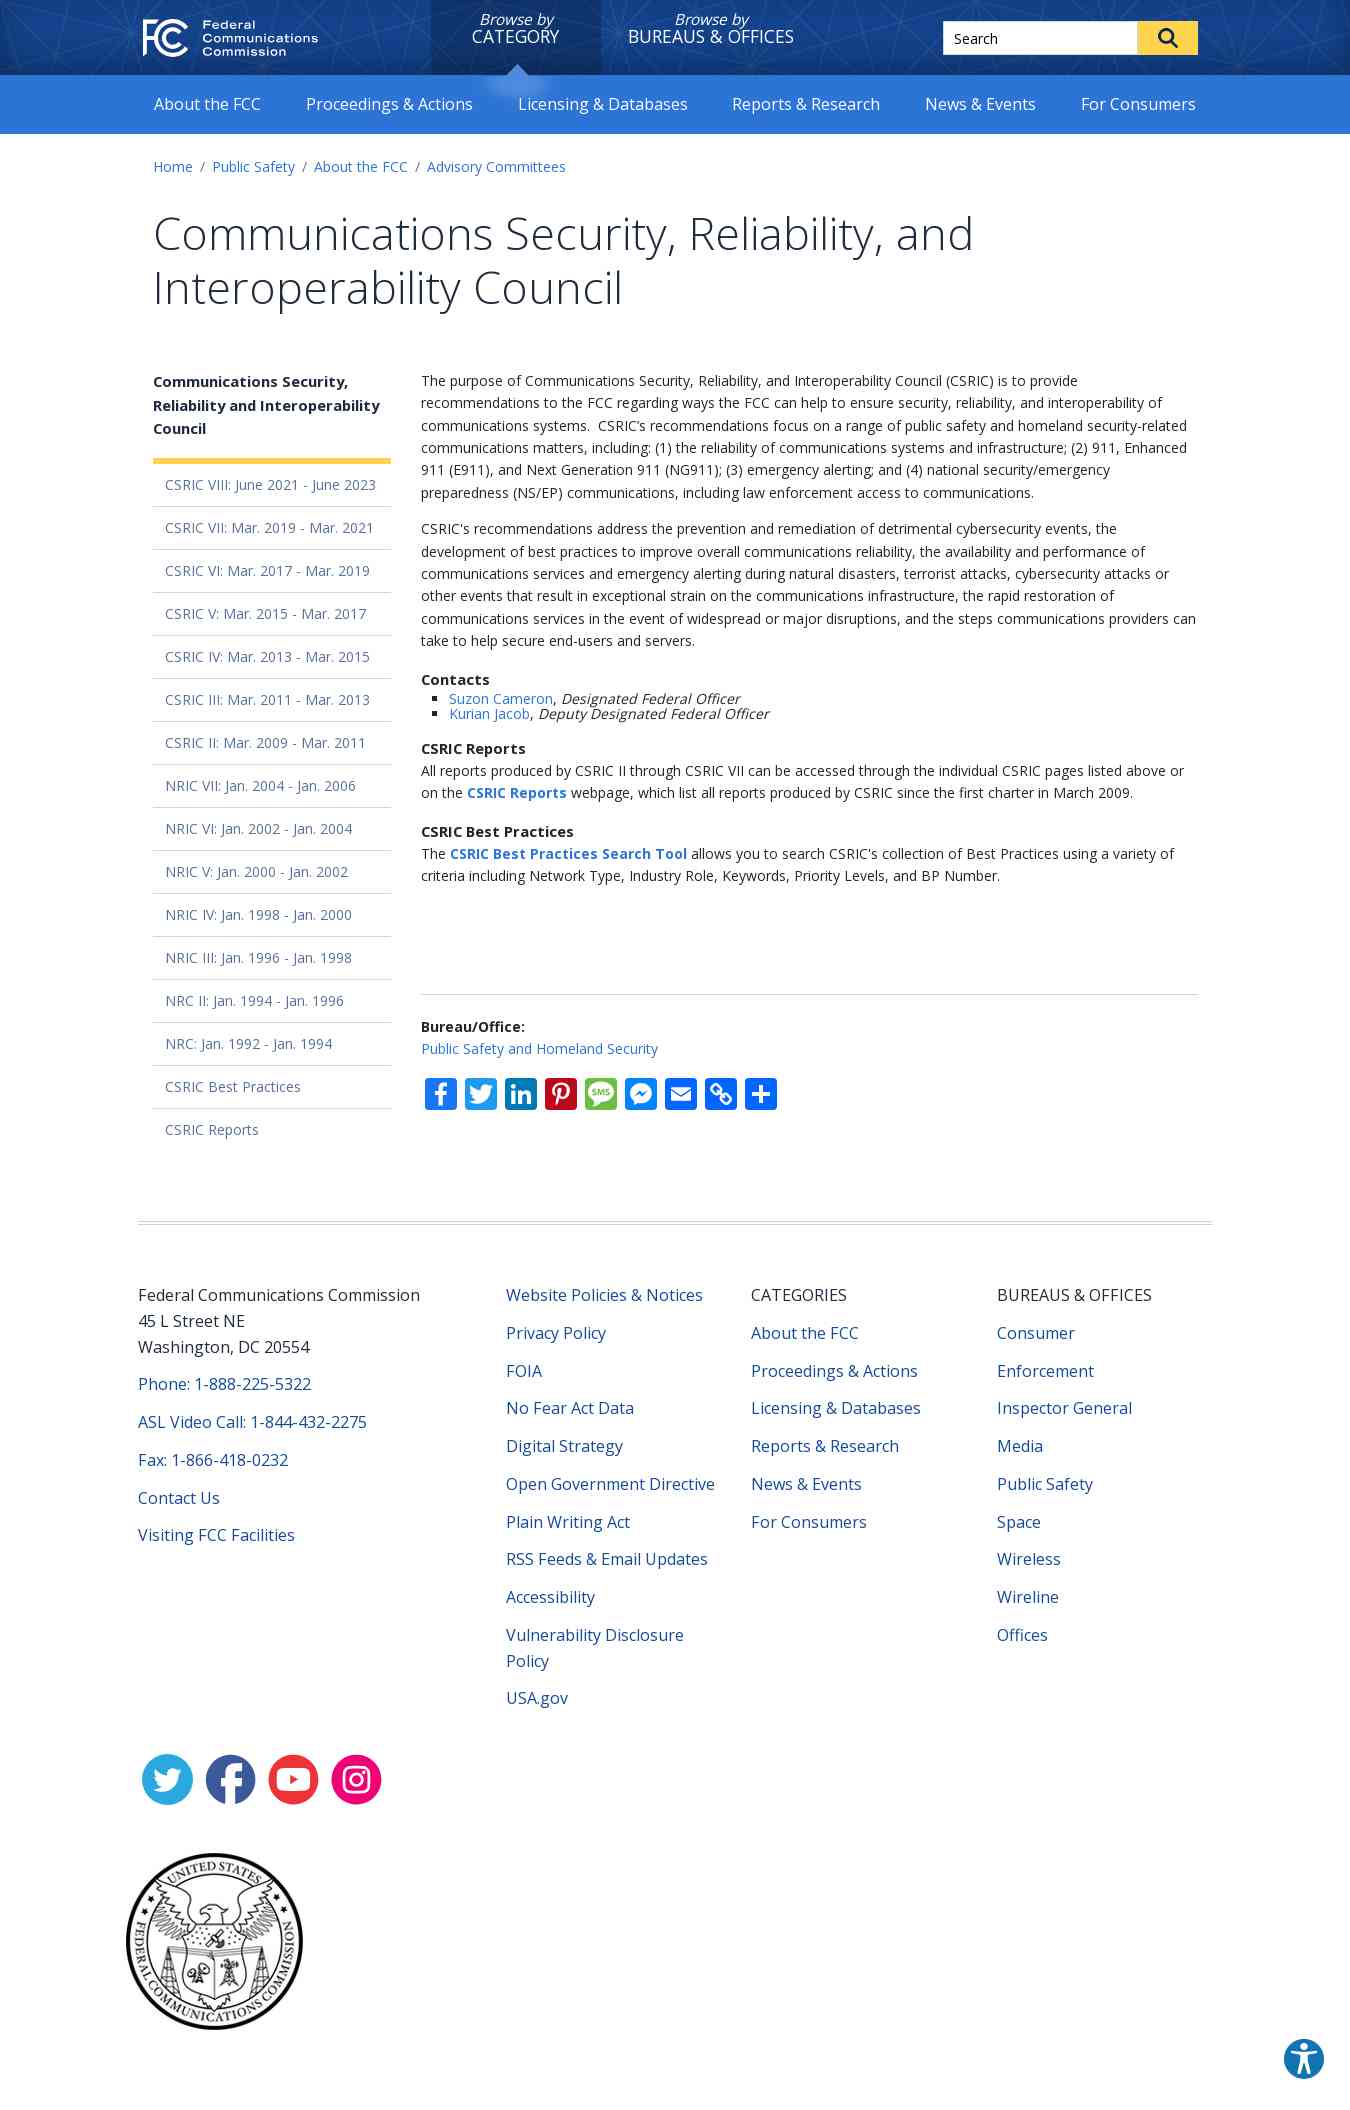 Federal
Communications
Commission
Browse by
CATEGORY
Browse by
BUREAUS & OFFICES
Search
About the FCC
Proceedings & Actions
Licensing & Databases
Reports & Research
News & Events
For Consumers
Home / Public Safety / About the FCC / Advisory Committees
Communications Security, Reliability, and
Interoperability Council
Communications Security,
Reliability and Interoperability
Council
CSRIC VIII: June 2021 - June 2023
CSRIC VII: Mar. 2019 - Mar. 2021
CSRIC VI: Mar. 2017 - Mar. 2019
CSRIC V: Mar. 2015 - Mar. 2017
CSRIC IV: Mar. 2013 - Mar. 2015
CSRIC III: Mar. 2011 - Mar. 2013
CSRIC II: Mar. 2009 - Mar. 2011
NRIC VII: Jan. 2004 - Jan. 2006
NRIC VI: Jan. 2002 - Jan. 2004
NRIC V: Jan. 2000 - Jan. 2002
NRIC IV: Jan. 1998 - Jan. 2000
NRIC III: Jan. 1996 - Jan. 1998
NRC II: Jan. 1994 - Jan. 1996
NRC: Jan. 1992 - Jan. 1994
CSRIC Best Practices
CSRIC Reports
The purpose of Communications Security, Reliability, and Interoperability Council (CSRIC) is to provide
recommendations to the FCC regarding ways the FCC can help to ensure security, reliability, and interoperability of
communications systems.  CSRIC’s recommendations focus on a range of public safety and homeland security-related
communications matters, including: (1) the reliability of communications systems and infrastructure; (2) 911, Enhanced
911 (E911), and Next Generation 911 (NG911); (3) emergency alerting; and (4) national security/emergency
preparedness (NS/EP) communications, including law enforcement access to communications.
CSRIC's recommendations address the prevention and remediation of detrimental cybersecurity events, the
development of best practices to improve overall communications reliability, the availability and performance of
communications services and emergency alerting during natural disasters, terrorist attacks, cybersecurity attacks or
other events that result in exceptional strain on the communications infrastructure, the rapid restoration of
communications services in the event of widespread or major disruptions, and the steps communications providers can
take to help secure end-users and servers.
Contacts
Suzon Cameron, Designated Federal Officer
Kurian Jacob, Deputy Designated Federal Officer
CSRIC Reports
All reports produced by CSRIC II through CSRIC VII can be accessed through the individual CSRIC pages listed above or
on the CSRIC Reports webpage, which list all reports produced by CSRIC since the first charter in March 2009.
CSRIC Best Practices
The CSRIC Best Practices Search Tool allows you to search CSRIC's collection of Best Practices using a variety of
criteria including Network Type, Industry Role, Keywords, Priority Levels, and BP Number.
Bureau/Office:
Public Safety and Homeland Security
SMS
Federal Communications Commission
45 L Street NE
Washington, DC 20554
Phone: 1-888-225-5322
ASL Video Call: 1-844-432-2275
Fax: 1-866-418-0232
Contact Us
Visiting FCC Facilities
Website Policies & Notices
Privacy Policy
FOIA
No Fear Act Data
Digital Strategy
Open Government Directive
Plain Writing Act
RSS Feeds & Email Updates
Accessibility
Vulnerability Disclosure
Policy
USA.gov
CATEGORIES
About the FCC
Proceedings & Actions
Licensing & Databases
Reports & Research
News & Events
For Consumers
BUREAUS & OFFICES
Consumer
Enforcement
Inspector General
Media
Public Safety
Space
Wireless
Wireline
Offices
UNITED STATES
FEDERAL COMMUNICATIONS COMMISSION